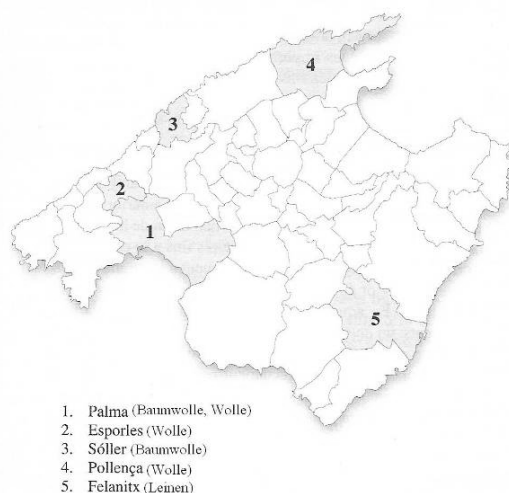 4
3
2
1
5
1. Palma (Baumwolle, Wolle)
2. Esporles (Wolle)
3. Sóller (Baumwolle)
4. Pollença (Wolle)
5. Felanitx (Leinen)